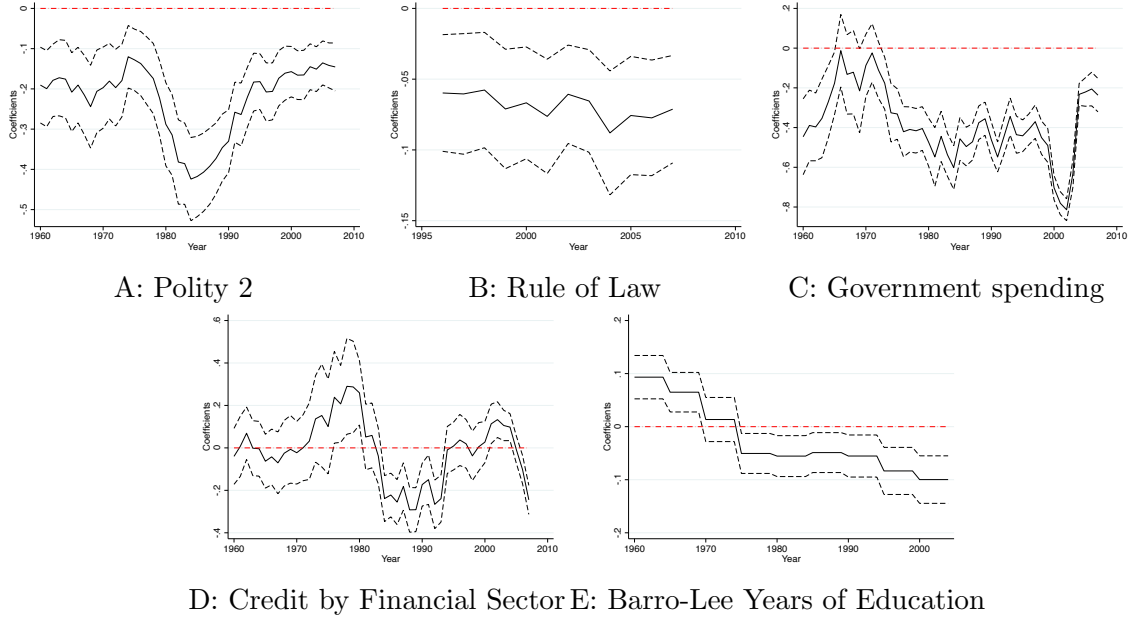 0
-.1
-.2
-.3
-.4
-.5
Coefficients
1960 1970 1980 1990 2000 2010
Year
0
-.05
-.1
-.15
Coefficients
1995 2000 2005 2010
Year
.2
0
-.2
-.4
-.6
-.8
Coefficients
1960 1970 1980 1990 2000 2010
Year
A: Polity 2 B: Rule of Law C: Government spending
.6
.4
.2
0
-.2
-.4
Coefficients
1960 1970 1980 1990 2000 2010
Year
.2
.1
0
-.1
-.2
Coefficients
1960 1970 1980 1990 2000
Year
D: Credit by Financial Sector E: Barro-Lee Years of Education